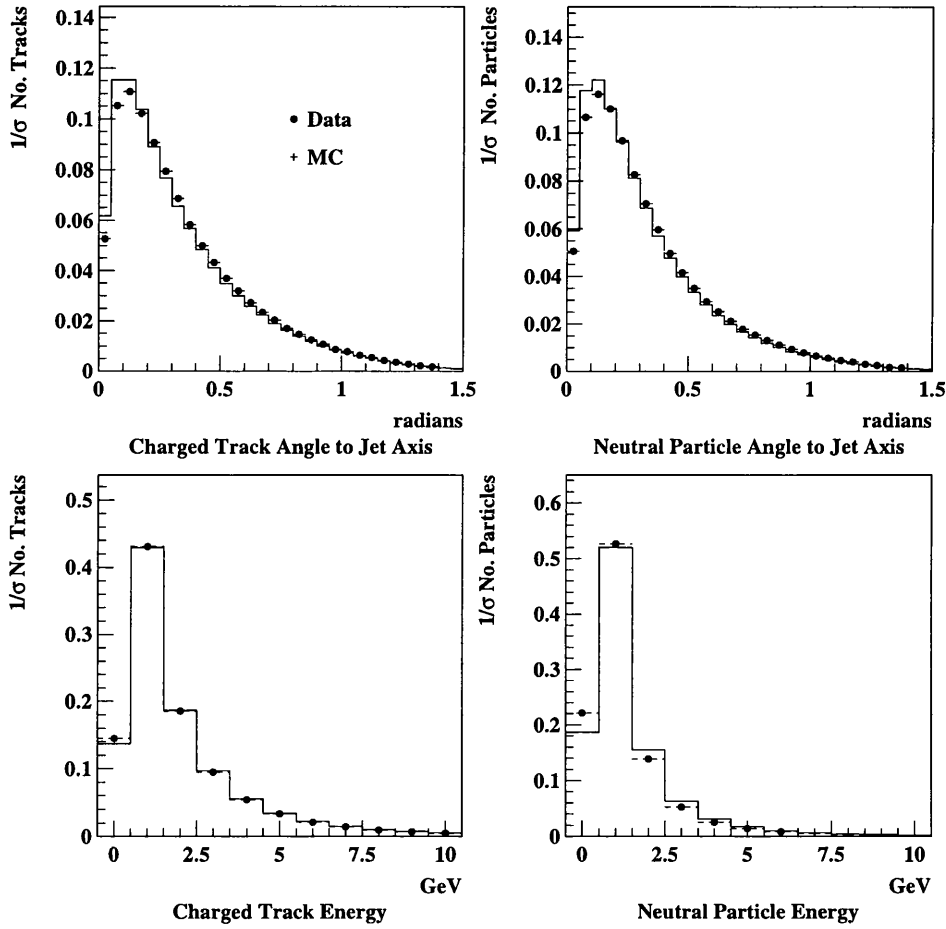 1/σ No. Tracks
0.14
0.12
0.1
0.08
0.06
0.04
0.02
0
Data
MC
0 0.5 1 1.5
radians
Charged Track Angle to Jet Axis
1/σ No. Particles
0.14
0.12
0.1
0.08
0.06
0.04
0.02
0
0 0.5 1 1.5
radians
Neutral Particle Angle to Jet Axis
1/σ No. Tracks
0.5
0.4
0.3
0.2
0.1
0
0 2.5 5 7.5 10
GeV
Charged Track Energy
1/σ No. Particles
0.6
0.5
0.4
0.3
0.2
0.1
0
0 2.5 5 7.5 10
GeV
Neutral Particle Energy